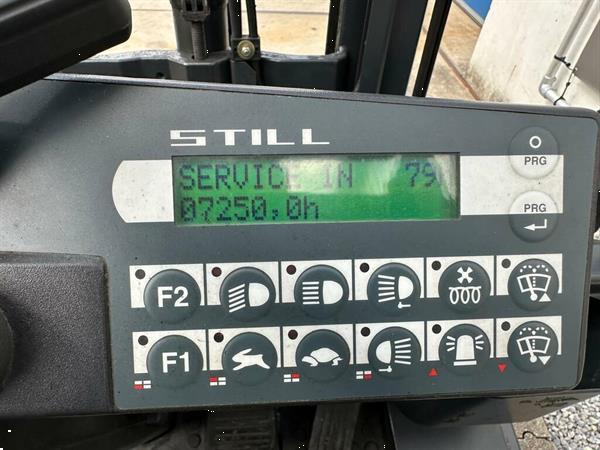 STILL
SERVICE IN 79
07250,0h
PRG
PRG
F2
F1